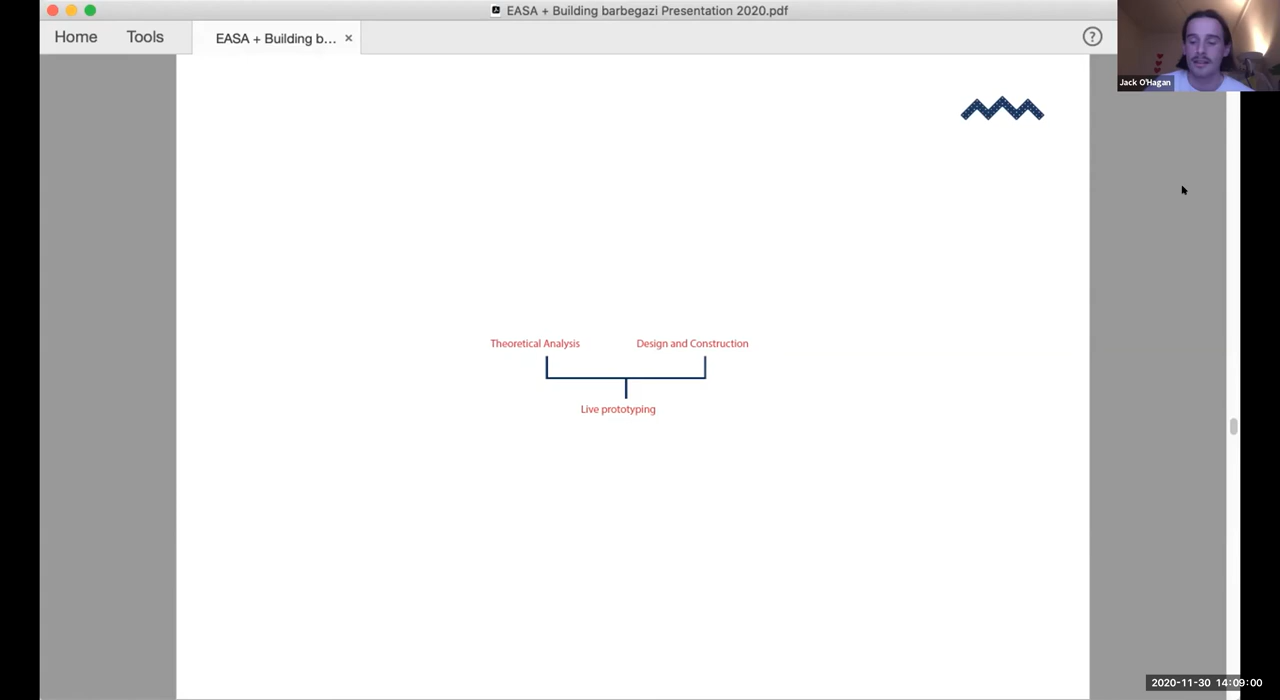 EASA + Building barbegazi Presentation 2020.pdf
Home
Tools
EASA + Building b... ×
?
Jack O'Hagan
Theoretical Analysis
Design and Construction
Live prototyping
2020-11-30 14:09:00